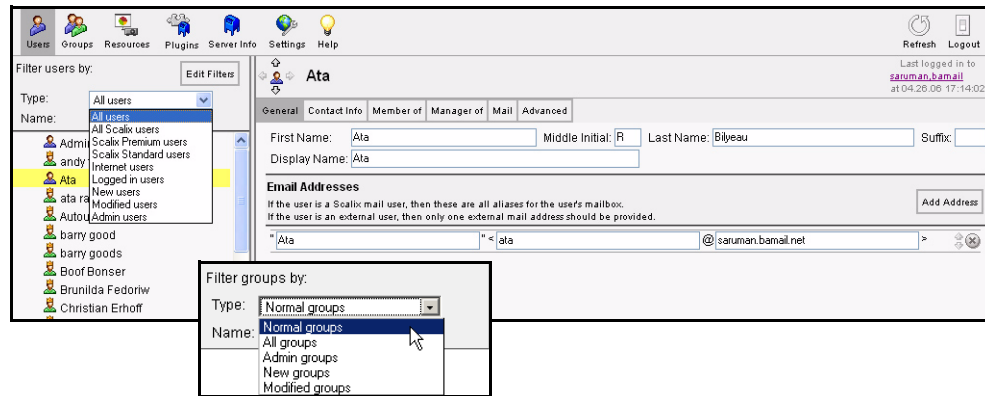 Users Groups Resources Plugins Server Info Settings Help Refresh Logout
Filter users by:
Edit Filters
Type: All users
Name:
All users
All Scalix users
Scalix Premium users
Scalix Standard users
Internet users
Logged in users
New users
Modified users
Admin users
Admi
andy
Ata
ata ra
Autou
barry good
barry goods
Boof Bonser
Brunilda Fedoriw
Christian Erhoff
Ata
Last logged in to
saruman,bamail
at 04.26.06 17:14:02
General Contact Info Member of Manager of Mail Advanced
First Name: Ata Middle Initial: R Last Name: Bilyeau Suffix:
Display Name: Ata
Email Addresses
If the user is a Scalix mail user, then these are all aliases for the user's mailbox.
If the user is an external user, then only one external mail address should be provided.
Add Address
" Ata " < ata @ saruman.bamail.net >
Filter groups by:
Type: Normal groups
Name:
Normal groups
All groups
Admin groups
New groups
Modified groups